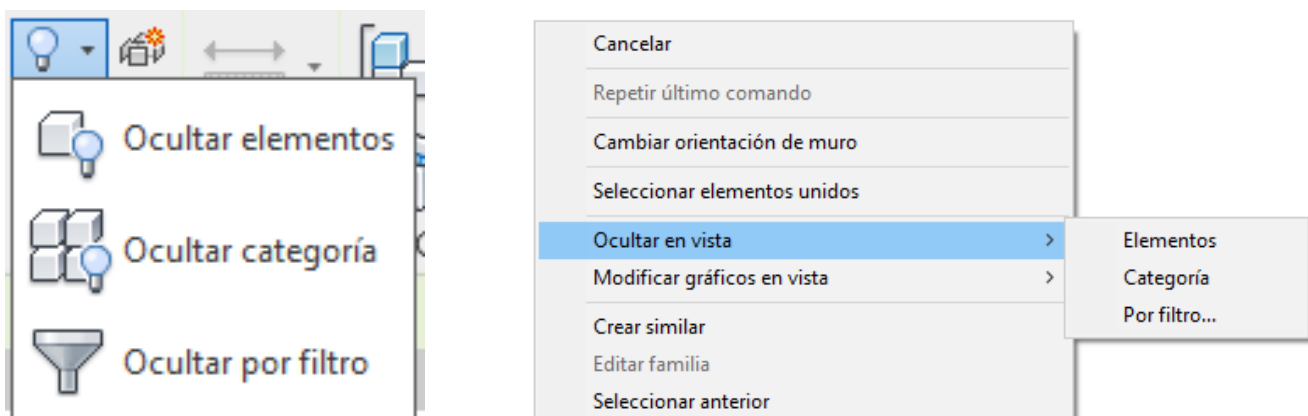 Ocultar elementos
Ocultar categoría
Ocultar por filtro
Cancelar
Repetir último comando
Cambiar orientación de muro
Seleccionar elementos unidos
Ocultar en vista
Modificar gráficos en vista
Crear similar
Editar familia
Seleccionar anterior
Elementos
Categoría
Por filtro...